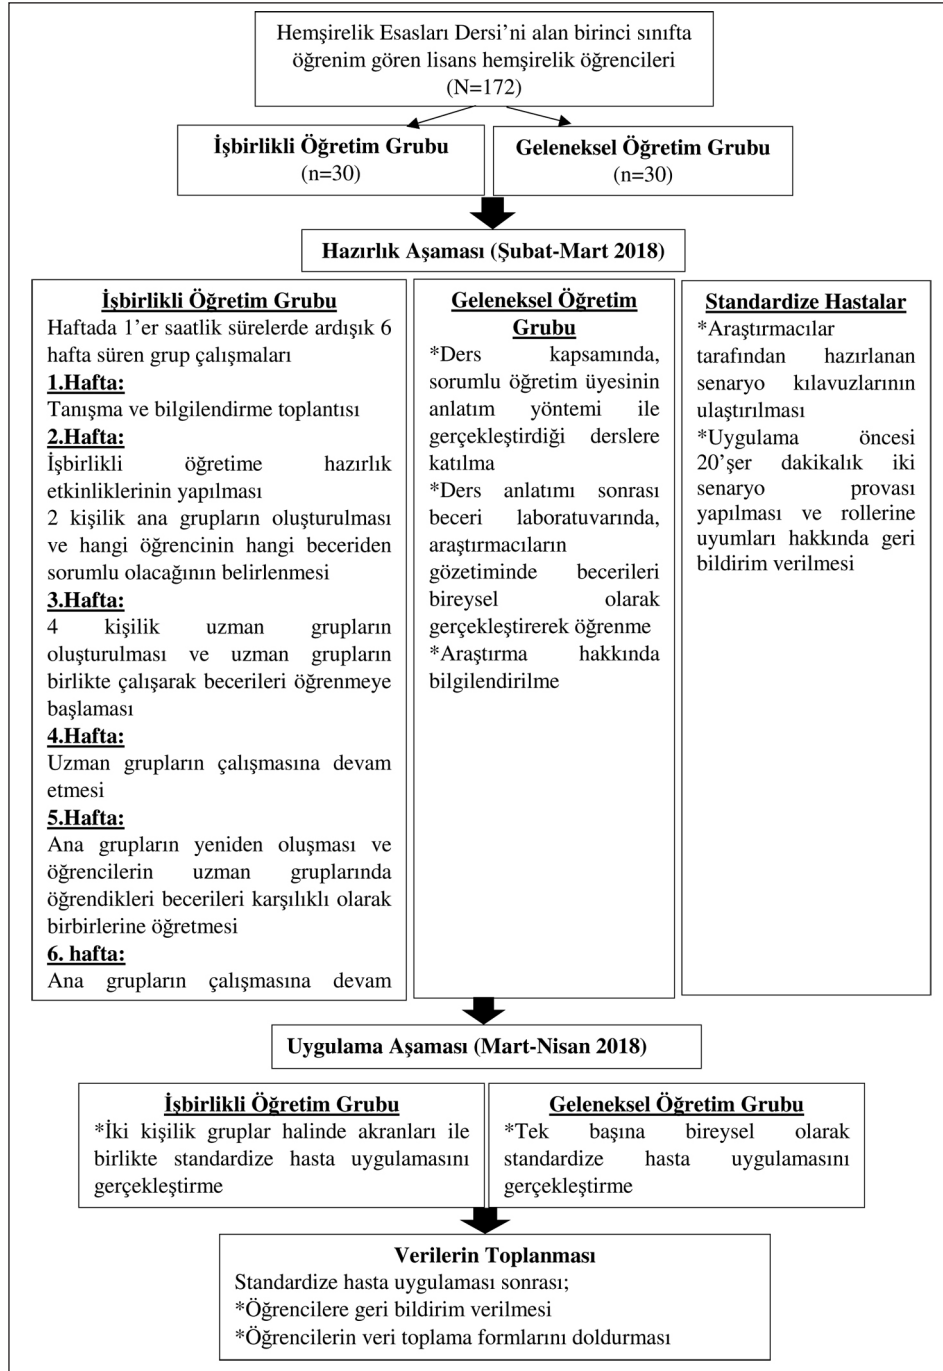 Hemşirelik Esasları Dersi’ni alan birinci sınıfta
öğrenim gören lisans hemşirelik öğrencileri
(N=172)
İşbirlikli Öğretim Grubu
(n=30)
Geleneksel Öğretim Grubu
(n=30)
Hazırlık Aşaması (Şubat-Mart 2018)
İşbirlikli Öğretim Grubu
Haftada 1’er saatlik sürelerde ardışık 6
hafta süren grup çalışmaları
1.Hafta:
Tanışma ve bilgilendirme toplantısı
2.Hafta:
İşbirlikli öğretime hazırlık
etkinliklerinin yapılması
2 kişilik ana grupların oluşturulması
ve hangi öğrencinin hangi beceriden
sorumlu olacağının belirlenmesi
3.Hafta:
4 kişilik uzman grupların
oluşturulması ve uzman grupların
birlikte çalışarak becerileri öğrenmeye
başlaması
4.Hafta:
Uzman grupların çalışmasına devam
etmesi
5.Hafta:
Ana grupların yeniden oluşması ve
öğrencilerin uzman gruplarında
öğrendikleri becerileri karşılıklı olarak
birbirlerine öğretmesi
6. hafta:
Ana grupların çalışmasına devam
Geleneksel Öğretim
Grubu
*Ders kapsamında,
sorumlu öğretim üyesinin
anlatım yöntemi ile
gerçekleştirdiği derslere
katılma
*Ders anlatımı sonrası
beceri laboratuvarında,
araştırmacıların
gözetiminde becerileri
bireysel olarak
gerçekleştirerek öğrenme
*Araştırma hakkında
bilgilendirilme
Standardize Hastalar
*Araştırmacılar
tarafından hazırlanan
senaryo kılavuzlarının
ulaştırılması
*Uygulama öncesi
20’şer dakikalık iki
senaryo provası
yapılması ve rollerine
uyumları hakkında geri
bildirim verilmesi
Uygulama Aşaması (Mart-Nisan 2018)
İşbirlikli Öğretim Grubu
*İki kişilik gruplar halinde akranları ile
birlikte standardize hasta uygulamasını
gerçekleştirme
Geleneksel Öğretim Grubu
*Tek başına bireysel olarak
standardize hasta uygulamasını
gerçekleştirme
Verilerin Toplanması
Standardize hasta uygulaması sonrası;
*Öğrencilere geri bildirim verilmesi
*Öğrencilerin veri toplama formlarını doldurması